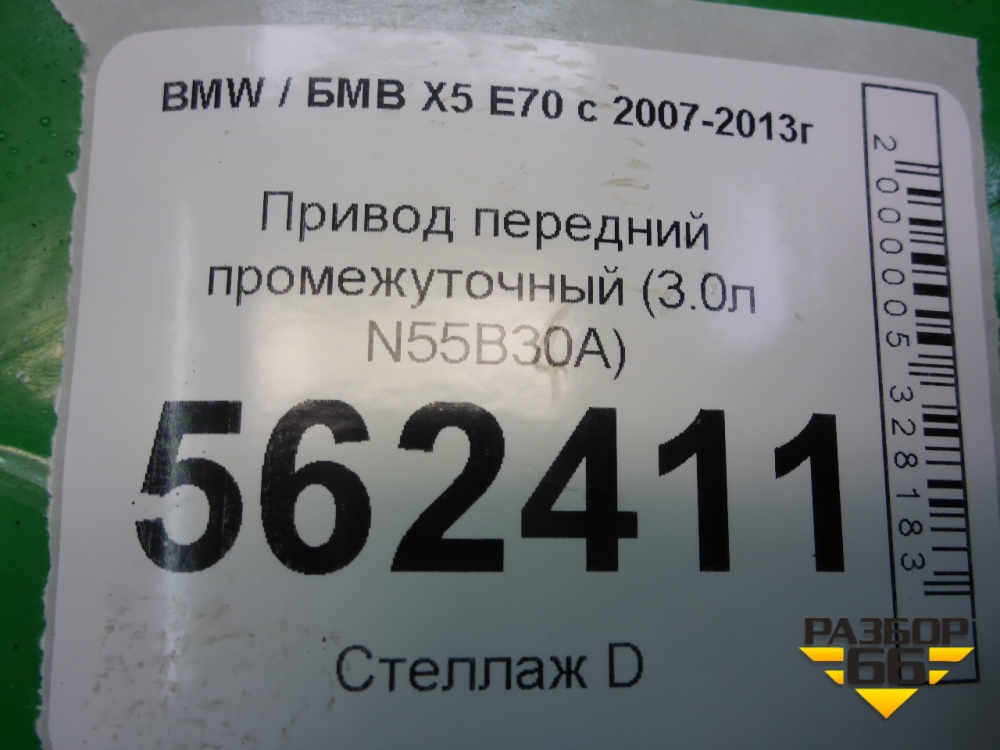 BMW / БМВ X5 E70 с 2007-2013г
Привод передний
промежуточный (3.0л
N55B30A)
562411
Стеллаж D
2000005328183
РАЗБОР
66